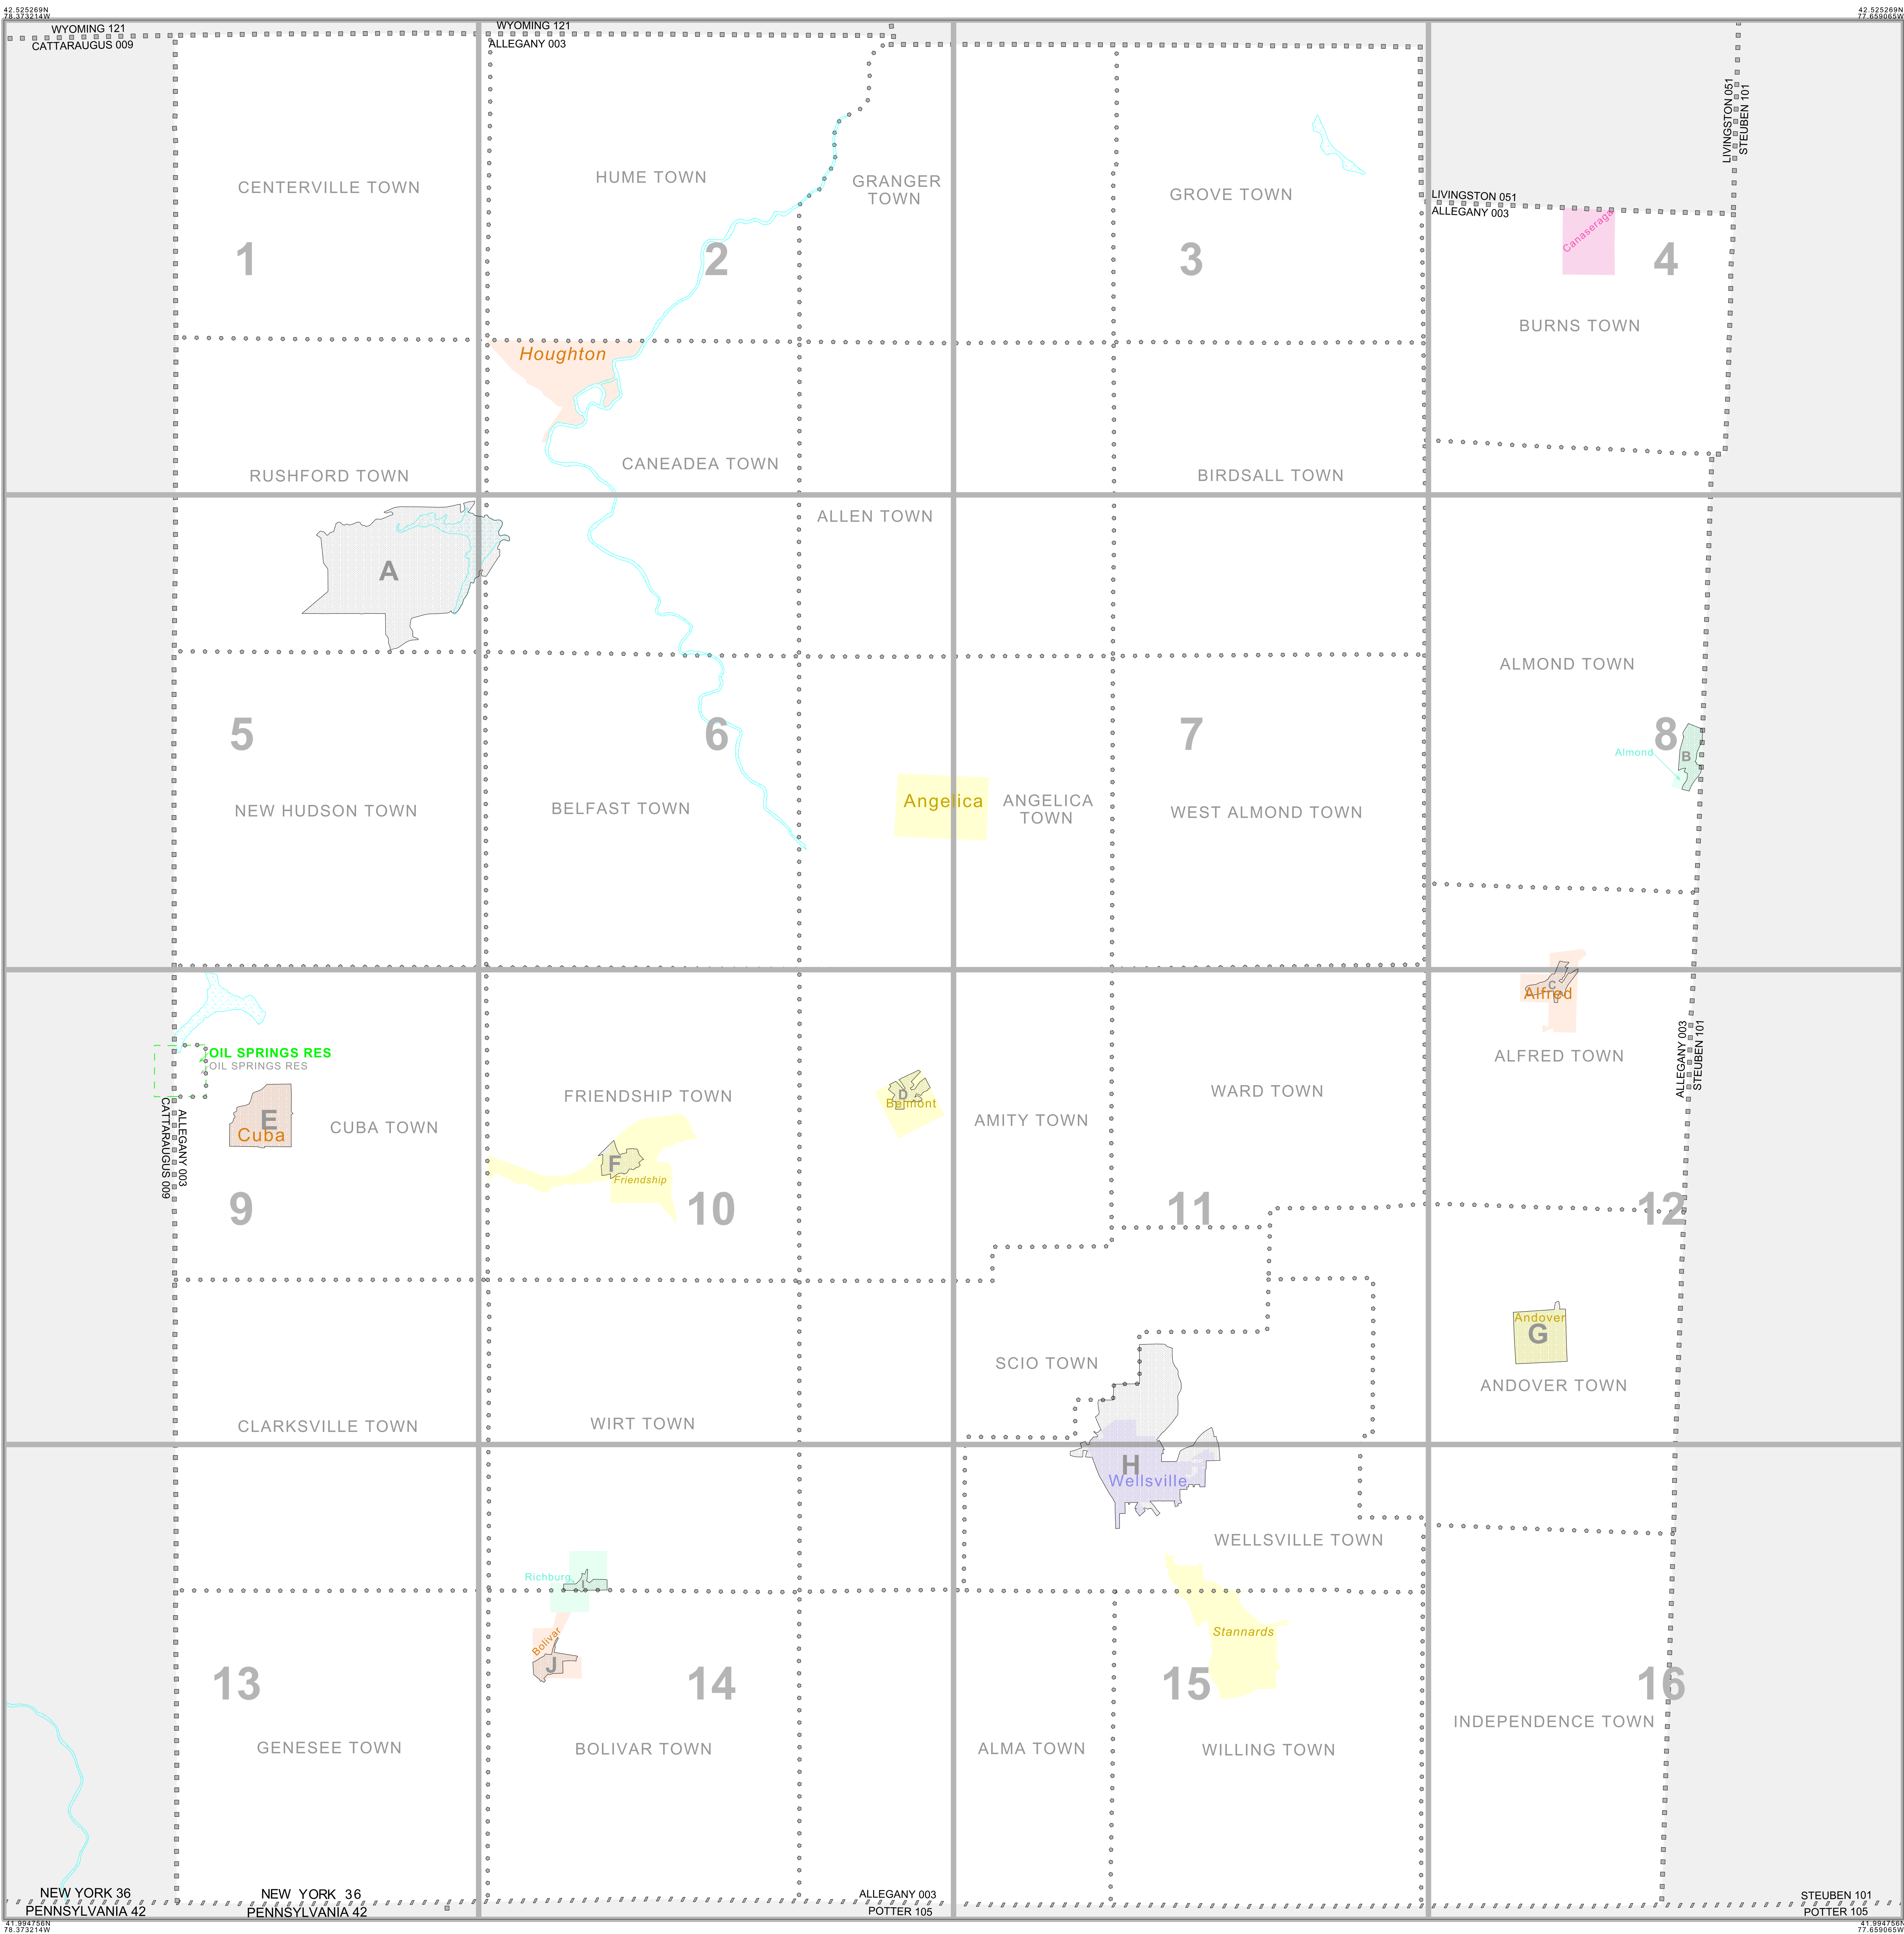 42.525269N
78.373214W
42.525269N
77.659065W
WYOMING 121
CATTARAUGUS 009
WYOMING 121
ALLEGANY 003
LIVINGSTON 051
STEUBEN 101
CENTERVILLE TOWN
HUME TOWN
GRANGER
TOWN
GROVE TOWN
LIVINGSTON 051
ALLEGANY 003
Canaseraga
1
2
3
4
BURNS TOWN
Houghton
RUSHFORD TOWN
CANEADEA TOWN
BIRDSALL TOWN
ALLEN TOWN
A
ALMOND TOWN
5
6
7
8
Almond
B
NEW HUDSON TOWN
BELFAST TOWN
Angelica
ANGELICA
TOWN
WEST ALMOND TOWN
C
Alfred
OIL SPRINGS RES
OIL SPRINGS RES
ALLEGANY 003
STEUBEN 101
ALFRED TOWN
FRIENDSHIP TOWN
D
Belmont
WARD TOWN
E
Cuba
CUBA TOWN
AMITY TOWN
CATTARAUGUS 009
ALLEGANY 003
F
Friendship
9
10
11
12
Andover
G
SCIO TOWN
ANDOVER TOWN
CLARKSVILLE TOWN
WIRT TOWN
H
Wellsville
WELLSVILLE TOWN
Richburg
I
Bolivar
J
Stannards
13
14
15
16
INDEPENDENCE TOWN
GENESEE TOWN
BOLIVAR TOWN
ALMA TOWN
WILLING TOWN
NEW YORK 36
PENNSYLVANIA 42
NEW YORK 36
PENNSYLVANIA 42
ALLEGANY 003
POTTER 105
STEUBEN 101
POTTER 105
41.994756N
78.373214W
41.994756N
77.659065W